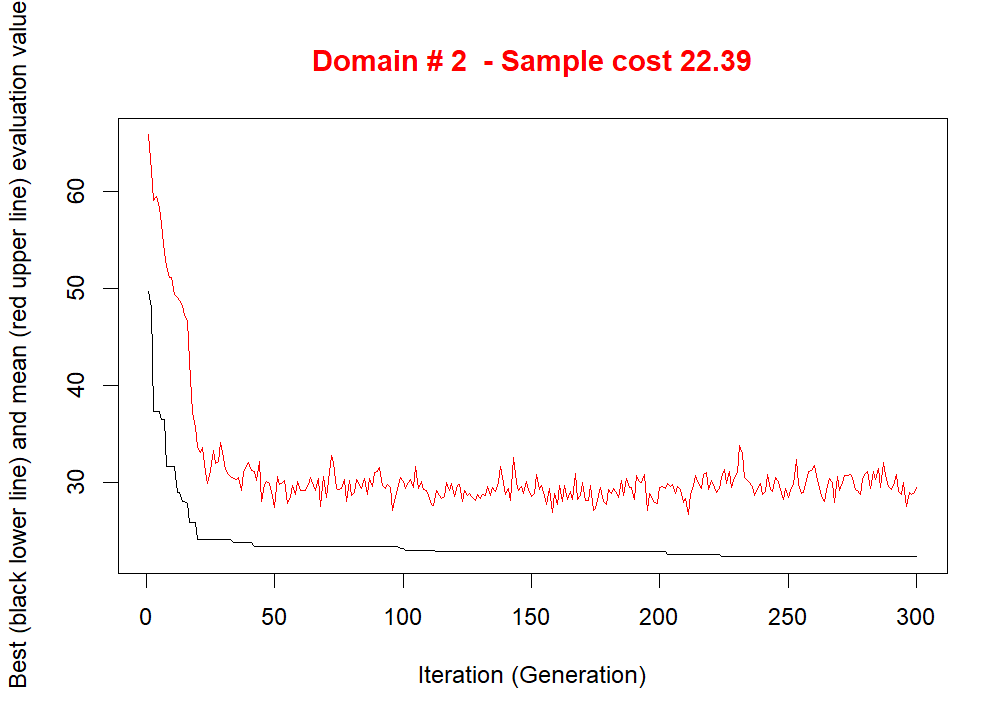 Domain # 2  - Sample cost 22.39
Best (black lower line) and mean (red upper line) evaluation value
60
50
40
30
0 50 100 150 200 250 300
Iteration (Generation)